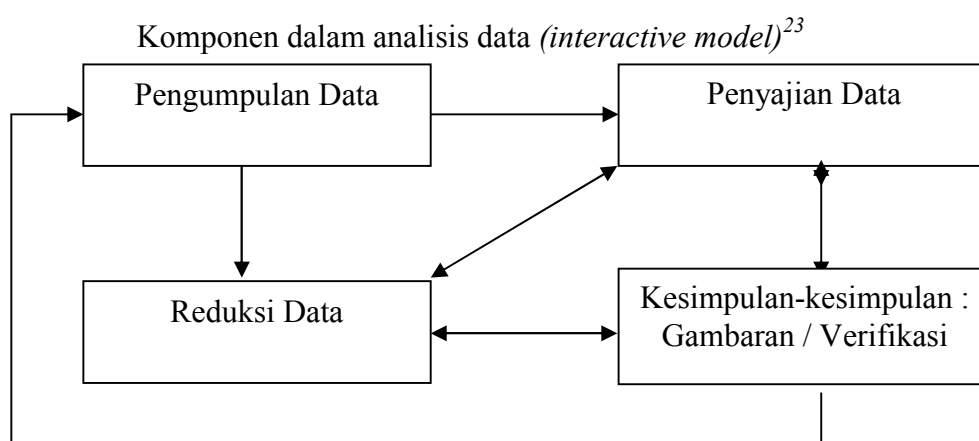 Komponen dalam analisis data (interactive model)23
Pengumpulan Data
Penyajian Data
Reduksi Data
Kesimpulan-kesimpulan :
Gambaran / Verifikasi